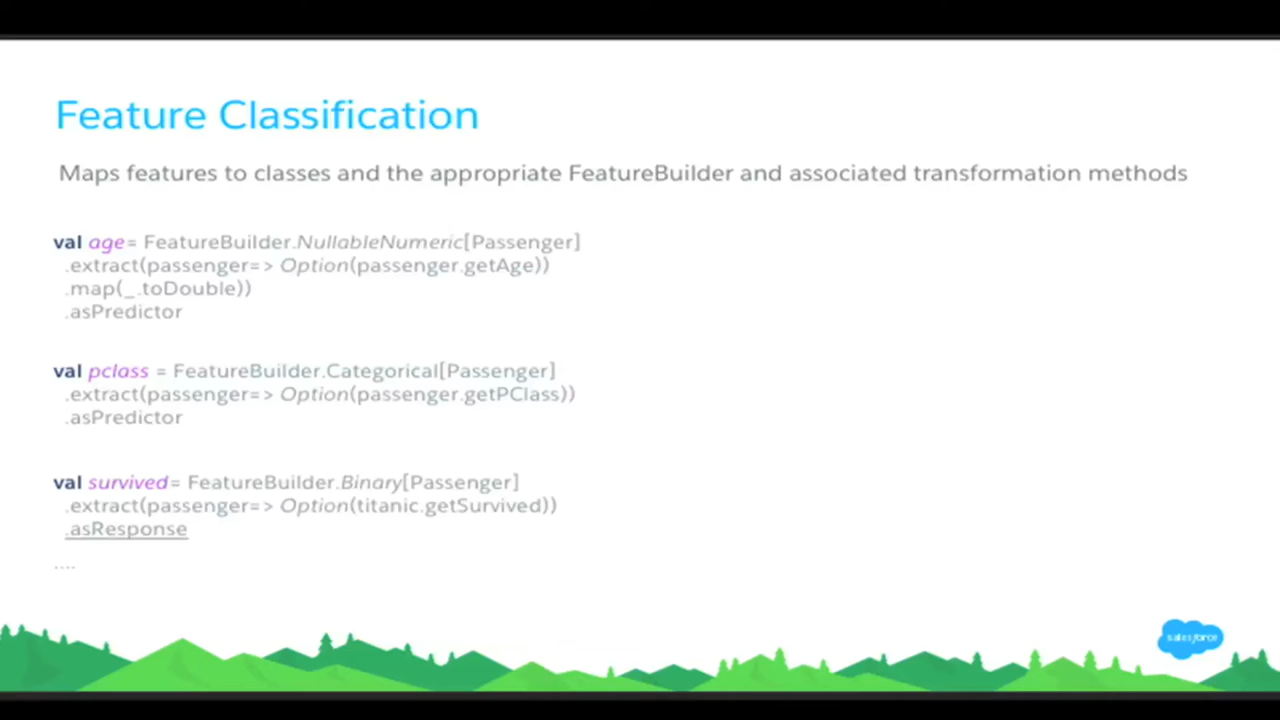 Feature Classification
Maps features to classes and the appropriate FeatureBuilder and associated transformation methods
val age= FeatureBuilder.NullableNumeric[Passenger]
.extract(passenger=> Option(passenger.getAge))
.map(_.toDouble))
.asPredictor
val pclass = FeatureBuilder.Categorical[Passenger]
.extract(passenger=> Option(passenger.getPClass))
.asPredictor
val survived= FeatureBuilder.Binary[Passenger]
.extract(passenger=> Option(titanic.getSurvived))
.asResponse
....
salesforce